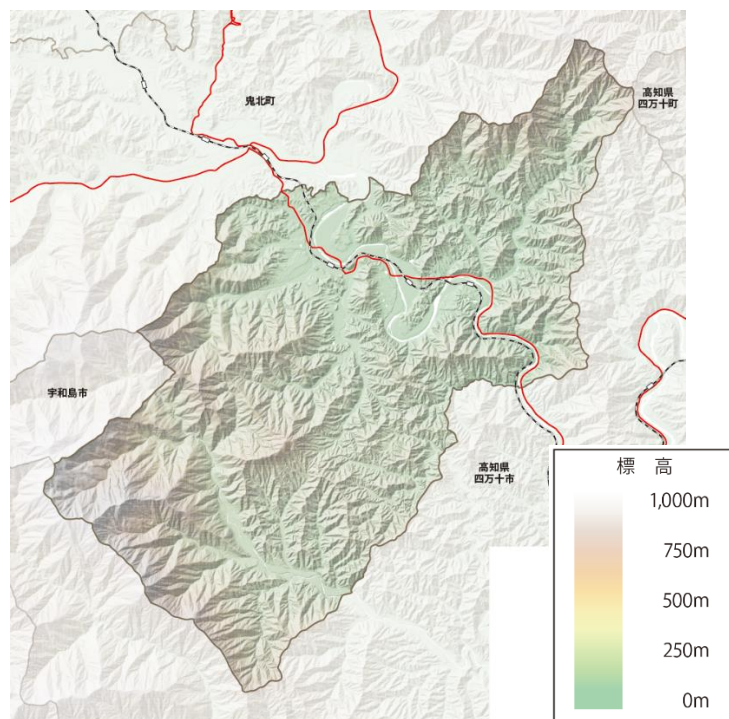 鬼北町
高知県
四万十町
宇和島市
高知県
四万十市
標 高
1,000m
750m
500m
250m
0m